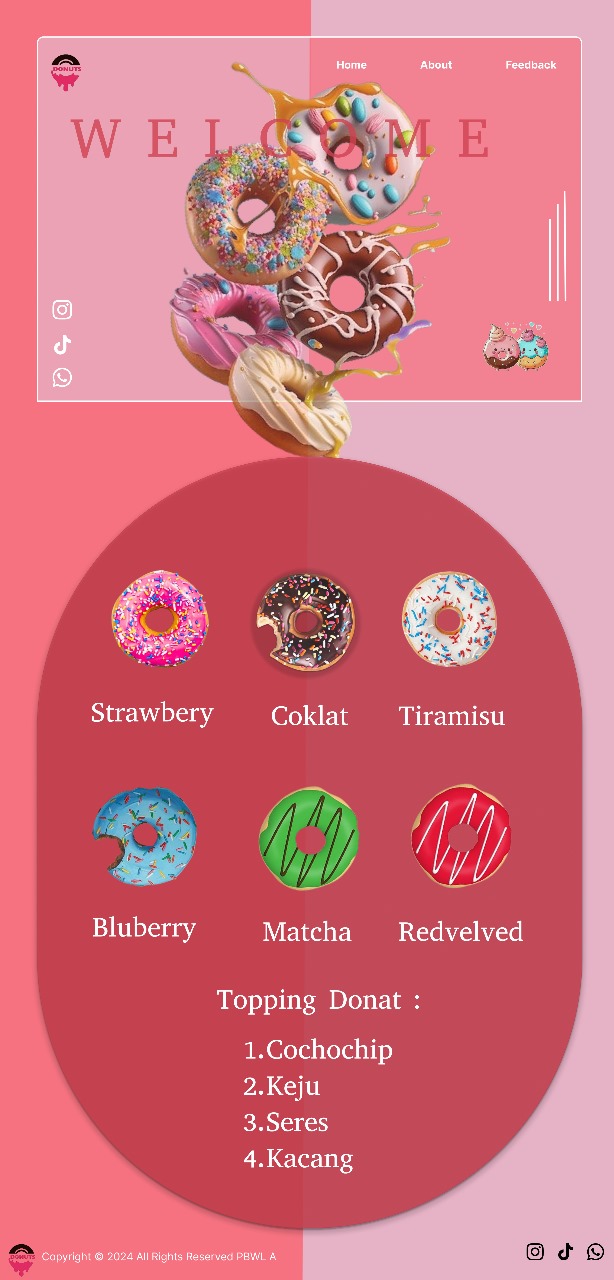 DONUTS
Home About Feedback
WELCOME
Strawbery Coklat Tiramisu
Bluberry Matcha Redvelved
Topping Donat :
1.Cochochip
2.Keju
3.Seres
4.Kacang
DONUTS
Copyright © 2024 All Rights Reserved PBWL A